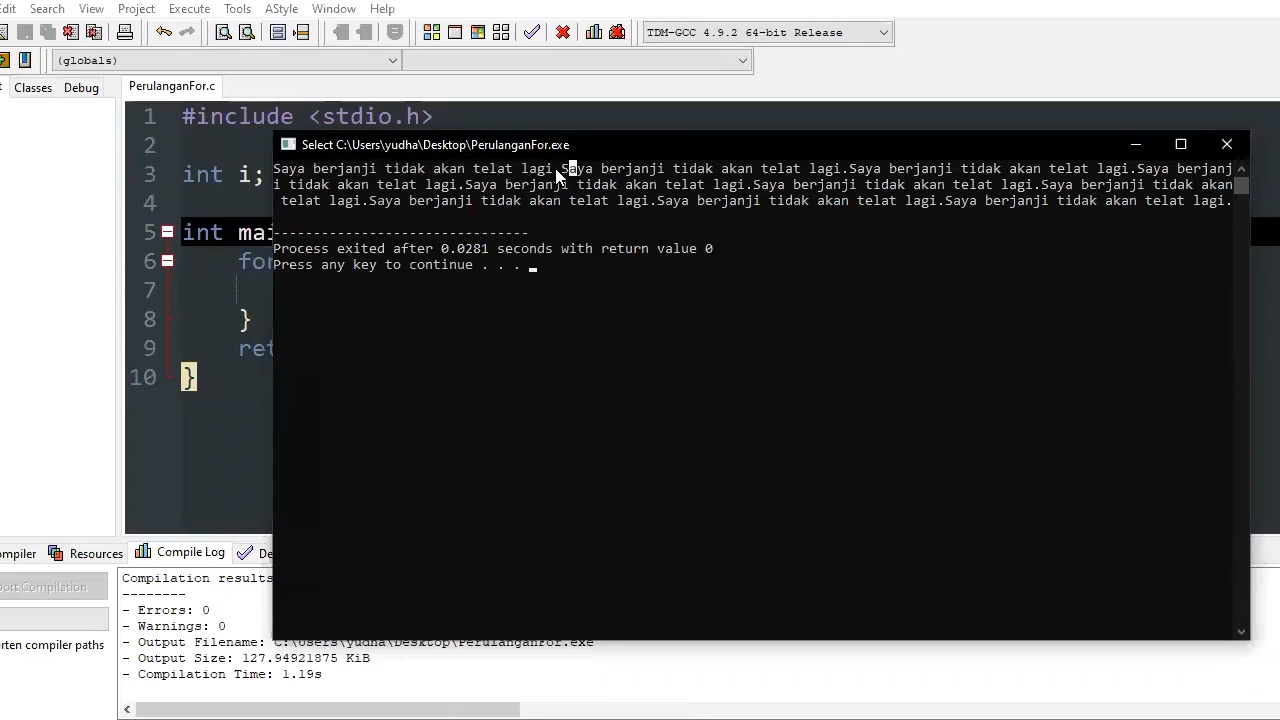 Edit Search View Project Execute Tools AStyle Window Help
TDM-GCC 4.9.2 64-bit Release
(globals)
Classes Debug PerulanganFor.c
1 #include <stdio.h>
2
3 int i;
4
5 int mai
6 for
7
8 }
9 ret
10 }
Select C:\Users\yudha\Desktop\PerulanganFor.exe
Saya berjanji tidak akan telat lagi.Saya berjanji tidak akan telat lagi.Saya berjanji tidak akan telat lagi.Saya berjanj
i tidak akan telat lagi.Saya berjanji tidak akan telat lagi.Saya berjanji tidak akan telat lagi.Saya berjanji tidak akan
 telat lagi.Saya berjanji tidak akan telat lagi.Saya berjanji tidak akan telat lagi.Saya berjanji tidak akan telat lagi.
--------------------------------
Process exited after 0.0281 seconds with return value 0
Press any key to continue . . .
ompiler Resources Compile Log De
ort Compilation
rten compiler paths
Compilation results
--------
- Errors: 0
- Warnings: 0
- Output Filename: C:\Users\yudha\Desktop\PerulanganFor.exe
- Output Size: 127.94921875 KiB
- Compilation Time: 1.19s